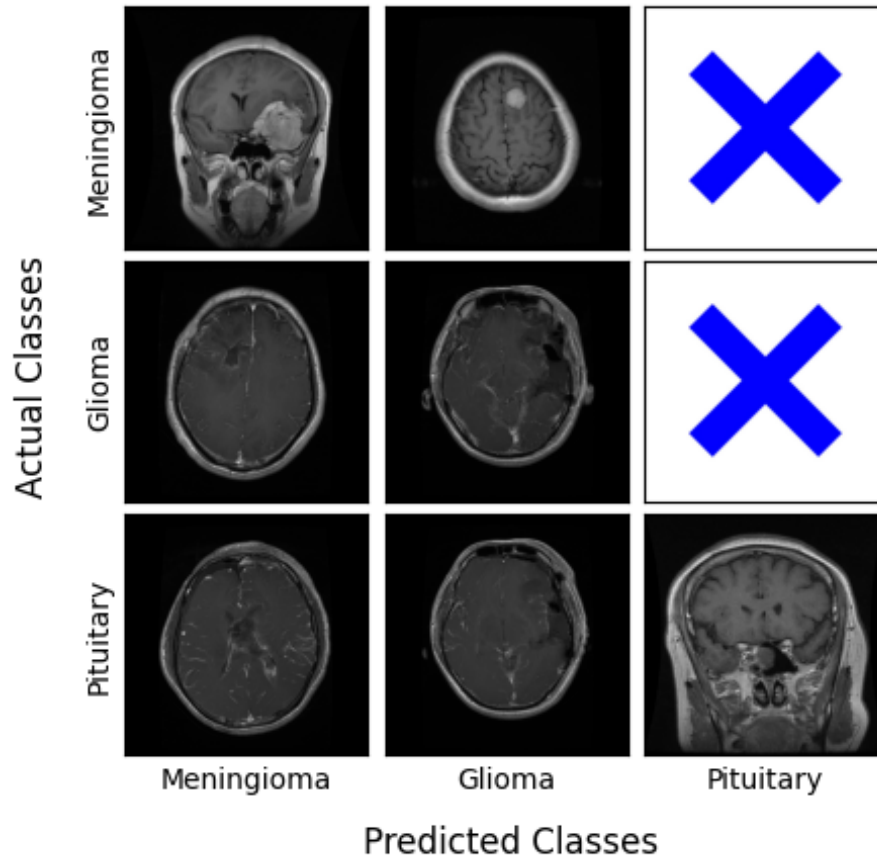 Actual Classes
Meningioma
Glioma
Pituitary
Meningioma
Glioma
Pituitary
Predicted Classes